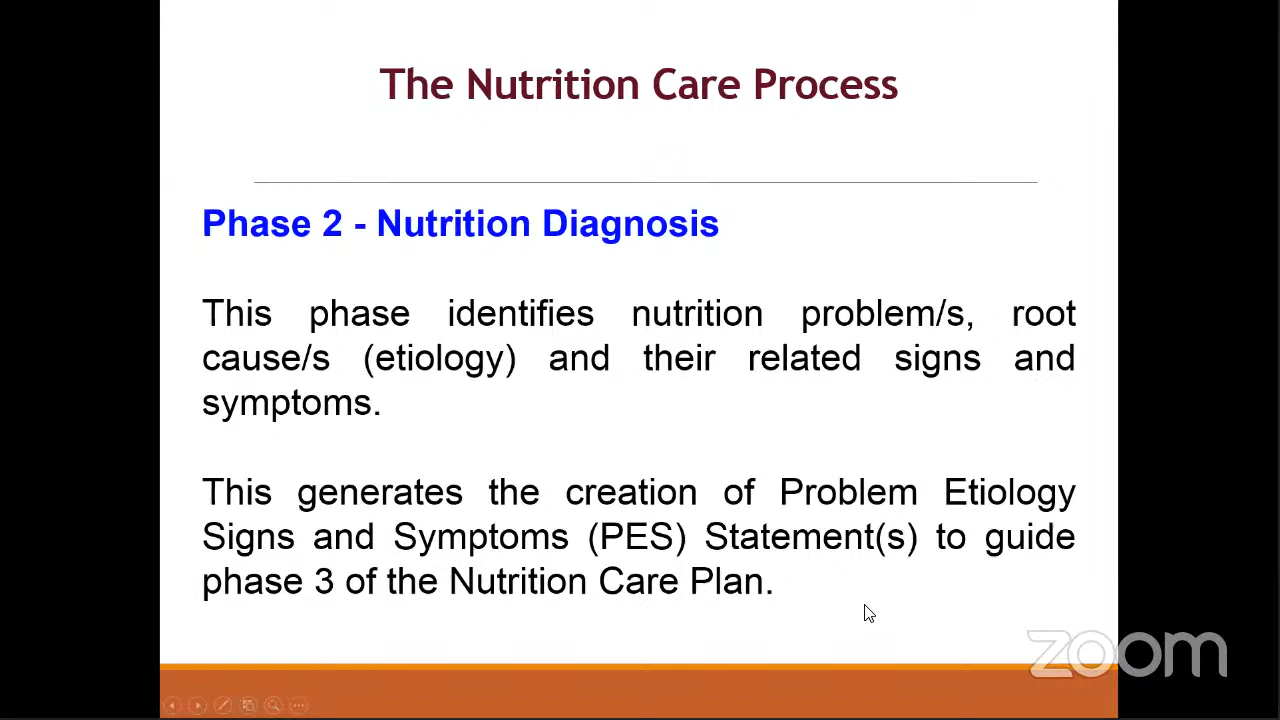 The Nutrition Care Process
Phase 2 - Nutrition Diagnosis
This phase identifies nutrition problem/s, root
cause/s (etiology) and their related signs and
symptoms.
This generates the creation of Problem Etiology
Signs and Symptoms (PES) Statement(s) to guide
phase 3 of the Nutrition Care Plan.
zoom